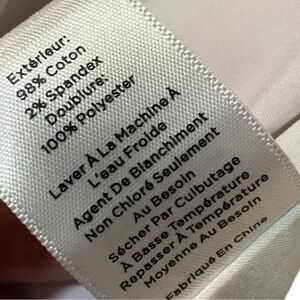 Extérieur:
98% Coton
2% Spandex
Doublure:
100% Polyester
Laver À La Machine À
L'eau Froide
Agent De Blanchiment
Non Chloré Seulement
Au Besoin
Sécher Par Culbutage
À Basse Température
Repasser À Température
Moyenne Au Besoin
Fabriqué En Chine